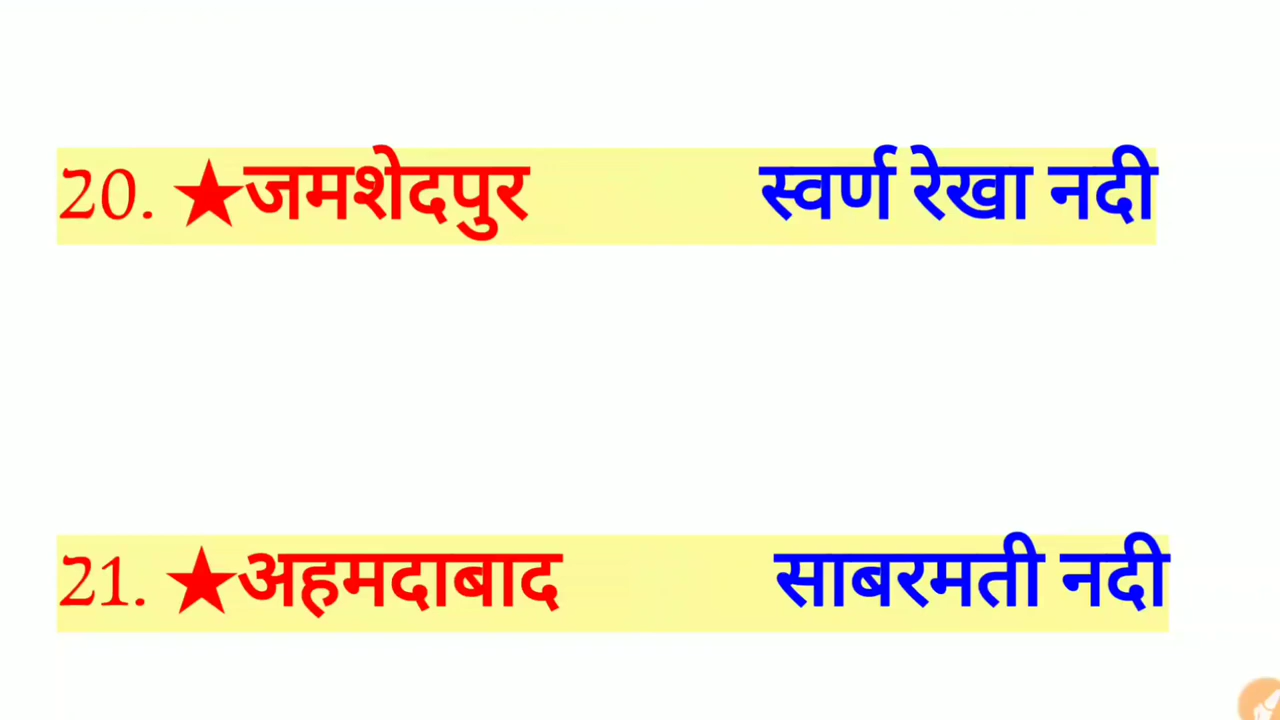 20. ★जमशेदपुर स्वर्ण रेखा नदी
21. ★अहमदाबाद साबरमती नदी